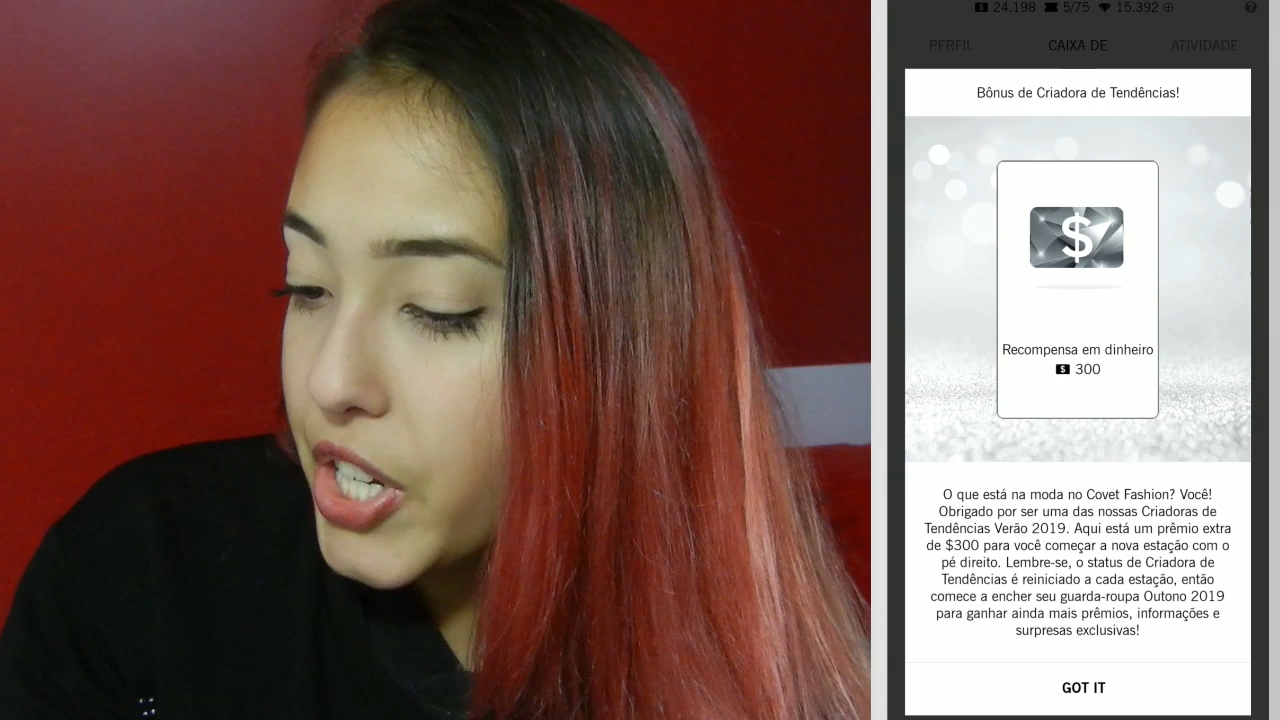 24.198 5/75 15.392
PERFIL CAIXA DE ATIVIDADE
Bônus de Criadora de Tendências!
$
Recompensa em dinheiro
$ 300
O que está na moda no Covet Fashion? Você!
Obrigado por ser uma das nossas Criadoras de
Tendências Verão 2019. Aqui está um prêmio extra
de $300 para você começar a nova estação com o
pé direito. Lembre-se, o status de Criadora de
Tendências é reiniciado a cada estação, então
comece a encher seu guarda-roupa Outono 2019
para ganhar ainda mais prêmios, informações e
surpresas exclusivas!
GOT IT